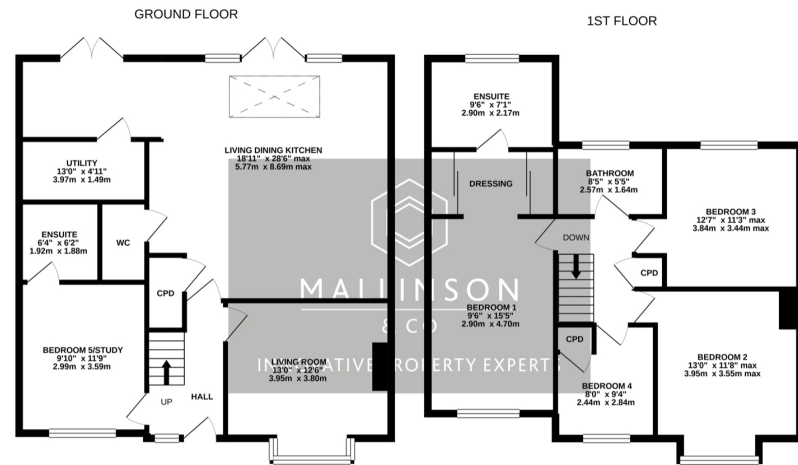 GROUND FLOOR
LIVING DINING KITCHEN
18'11" x 28'6" max
5.77m x 8.69m max
UTILITY
13'0" x 4'11"
3.97m x 1.49m
ENSUITE
6'4" x 6'2"
1.92m x 1.88m
WC
CPD
BEDROOM 5/STUDY
9'10" x 11'9"
2.99m x 3.59m
UP
HALL
LIVING ROOM
13'0" x 12'6"
3.95m x 3.80m
1ST FLOOR
ENSUITE
9'6" x 7'1"
2.90m x 2.17m
DRESSING
BATHROOM
8'5" x 5'5"
2.57m x 1.64m
BEDROOM 3
12'7" x 11'3" max
3.84m x 3.44m max
DOWN
CPD
BEDROOM 1
9'6" x 15'5"
2.90m x 4.70m
CPD
BEDROOM 4
8'0" x 9'4"
2.44m x 2.84m
BEDROOM 2
13'0" x 11'8" max
3.95m x 3.55m max
MALLINSON
& CO
PROPERTY EXPERTS